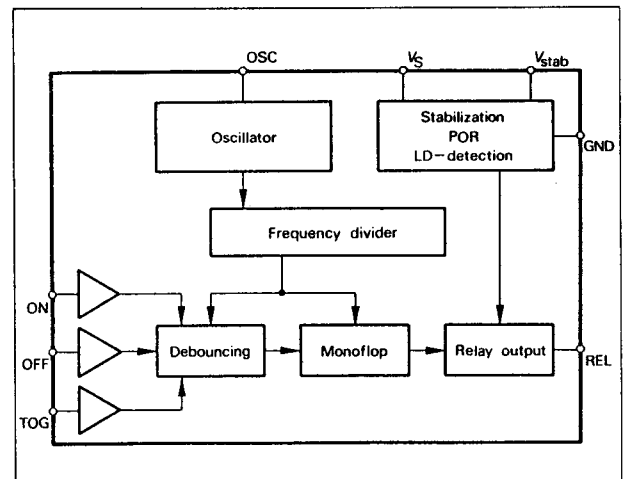 OSC
VS
Vstab
Oscillator
Stabilization
POR
LD-detection
GND
Frequency divider
ON
OFF
TOG
Debouncing
Monoflop
Relay output
REL